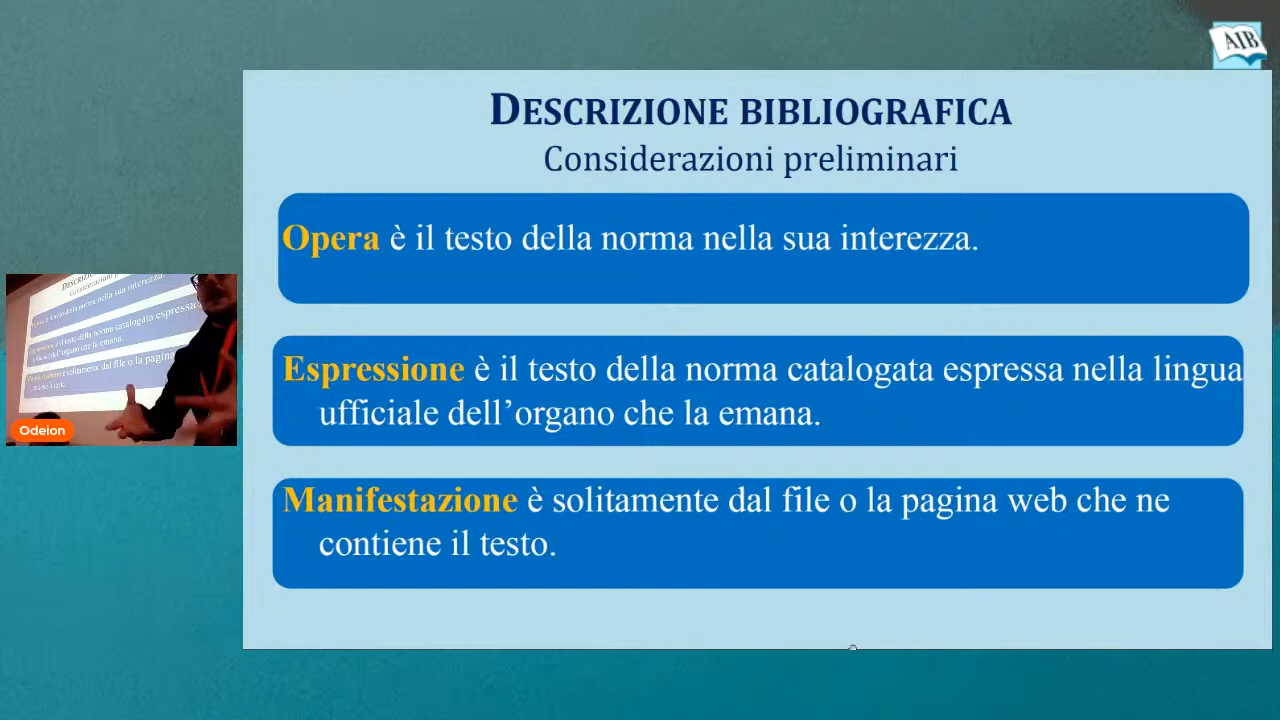 AIB
DESCRIZIONE BIBLIOGRAFICA
Considerazioni preliminari
Opera è il testo della norma nella sua interezza.
Espressione è il testo della norma catalogata espressa nella lingua
ufficiale dell’organo che la emana.
Manifestazione è solitamente dal file o la pagina web che ne
contiene il testo.
Odeion